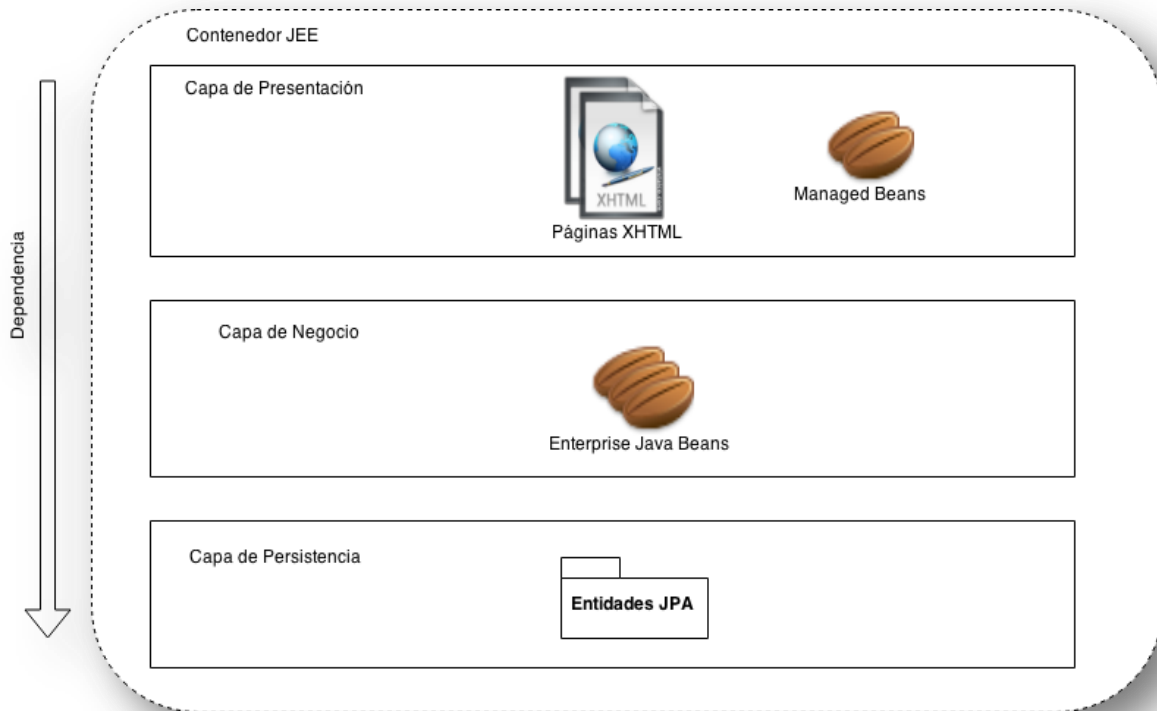 Contenedor JEE
Capa de Presentación
XHTML
Managed Beans
Páginas XHTML
Dependencia
Capa de Negocio
Enterprise Java Beans
Capa de Persistencia
Entidades JPA